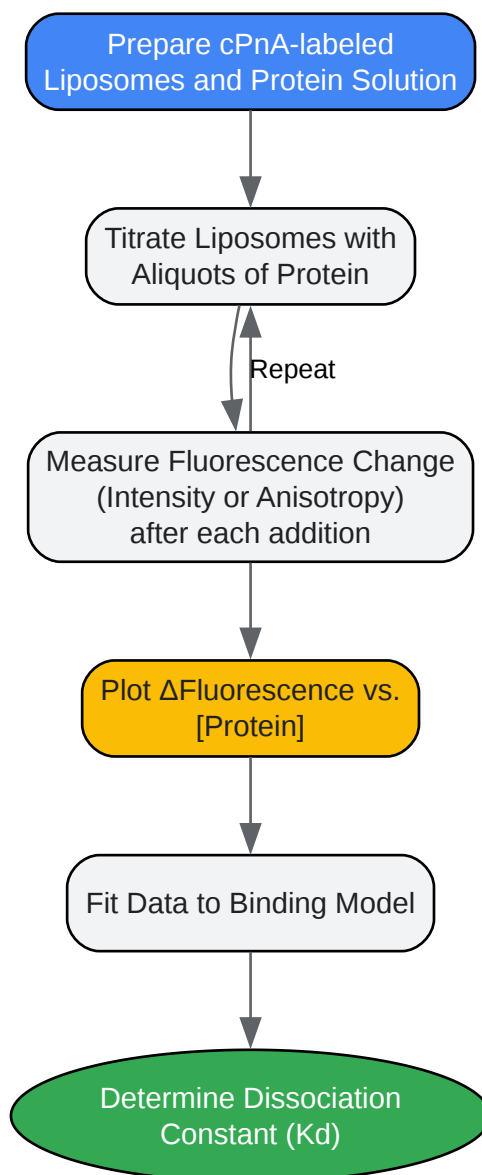 Prepare cPnA-labeled
Liposomes and Protein Solution
Titrate Liposomes with
Aliquots of Protein
Repeat
Measure Fluorescence Change
(Intensity or Anisotropy)
after each addition
Plot ΔFluorescence vs.
[Protein]
Fit Data to Binding Model
Determine Dissociation
Constant (Kd)